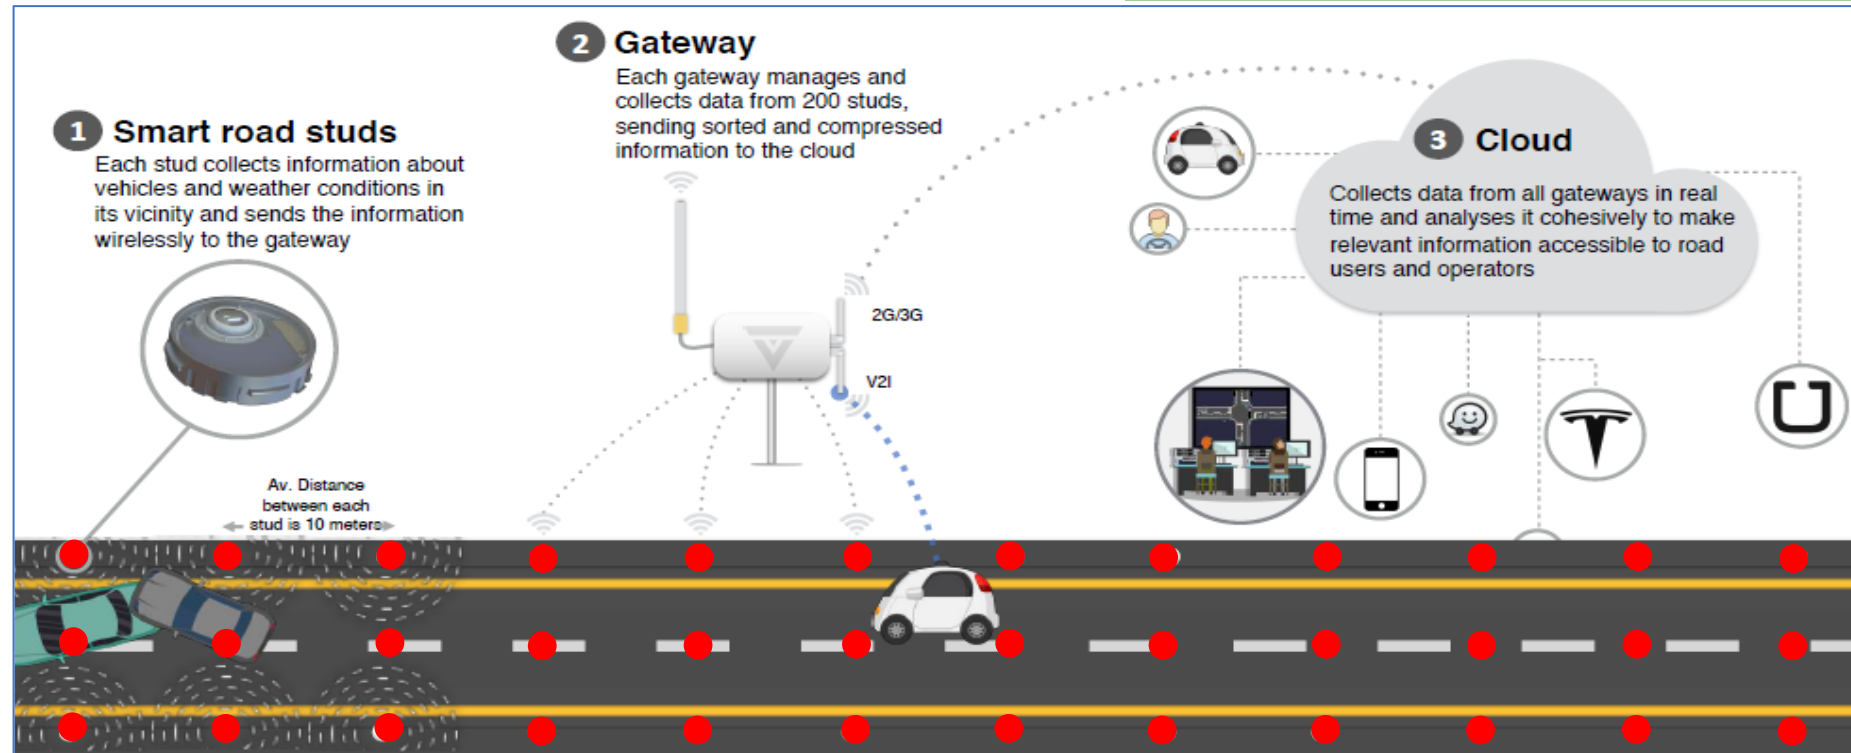 1 Smart road studs
Each stud collects information about
vehicles and weather conditions in
its vicinity and sends the information
wirelessly to the gateway
Av. Distance
between each
stud is 10 meters
2 Gateway
Each gateway manages and
collects data from 200 studs,
sending sorted and compressed
information to the cloud
2G/3G
V2I
3 Cloud
Collects data from all gateways in real
time and analyses it cohesively to make
relevant information accessible to road
users and operators